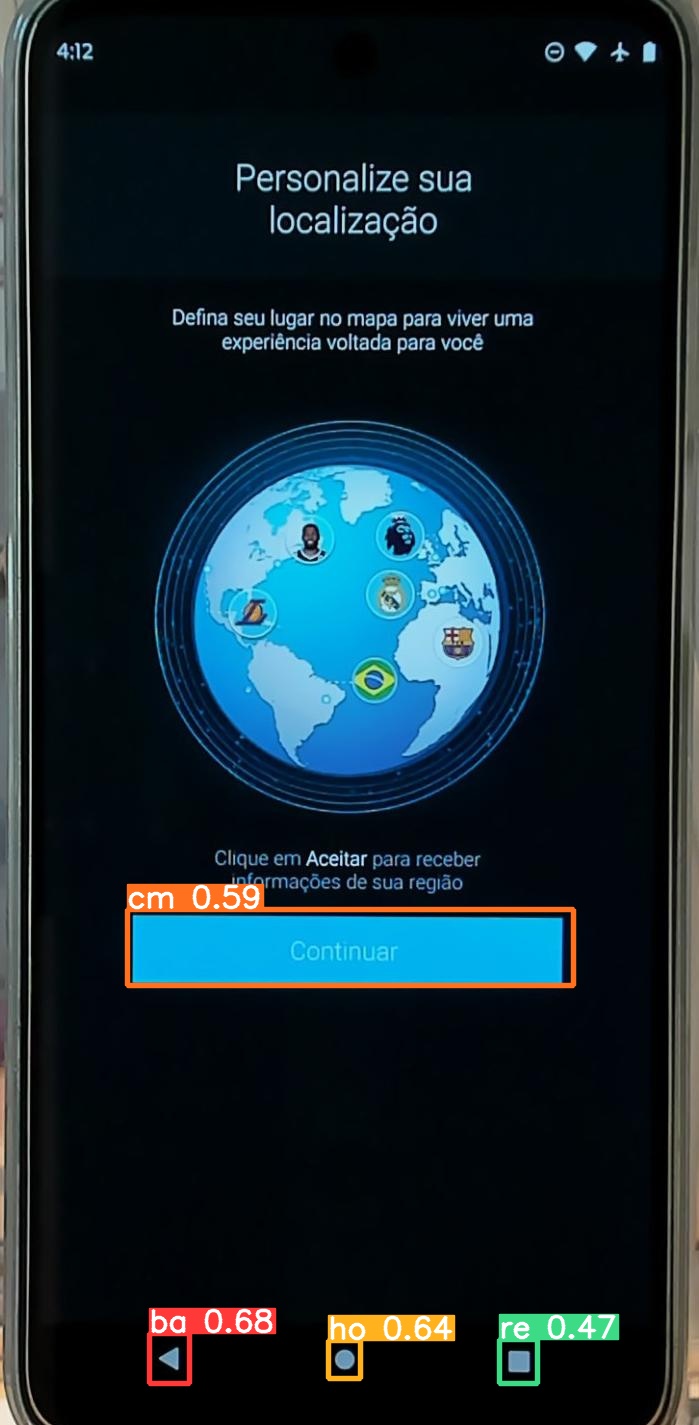 4:12
Personalize sua
localização
Defina seu lugar no mapa para viver uma
experiência voltada para você
Clique em Aceitar para receber
informações de sua região
cm 0.59
Continuar
ba 0.68
ho 0.64
re 0.47